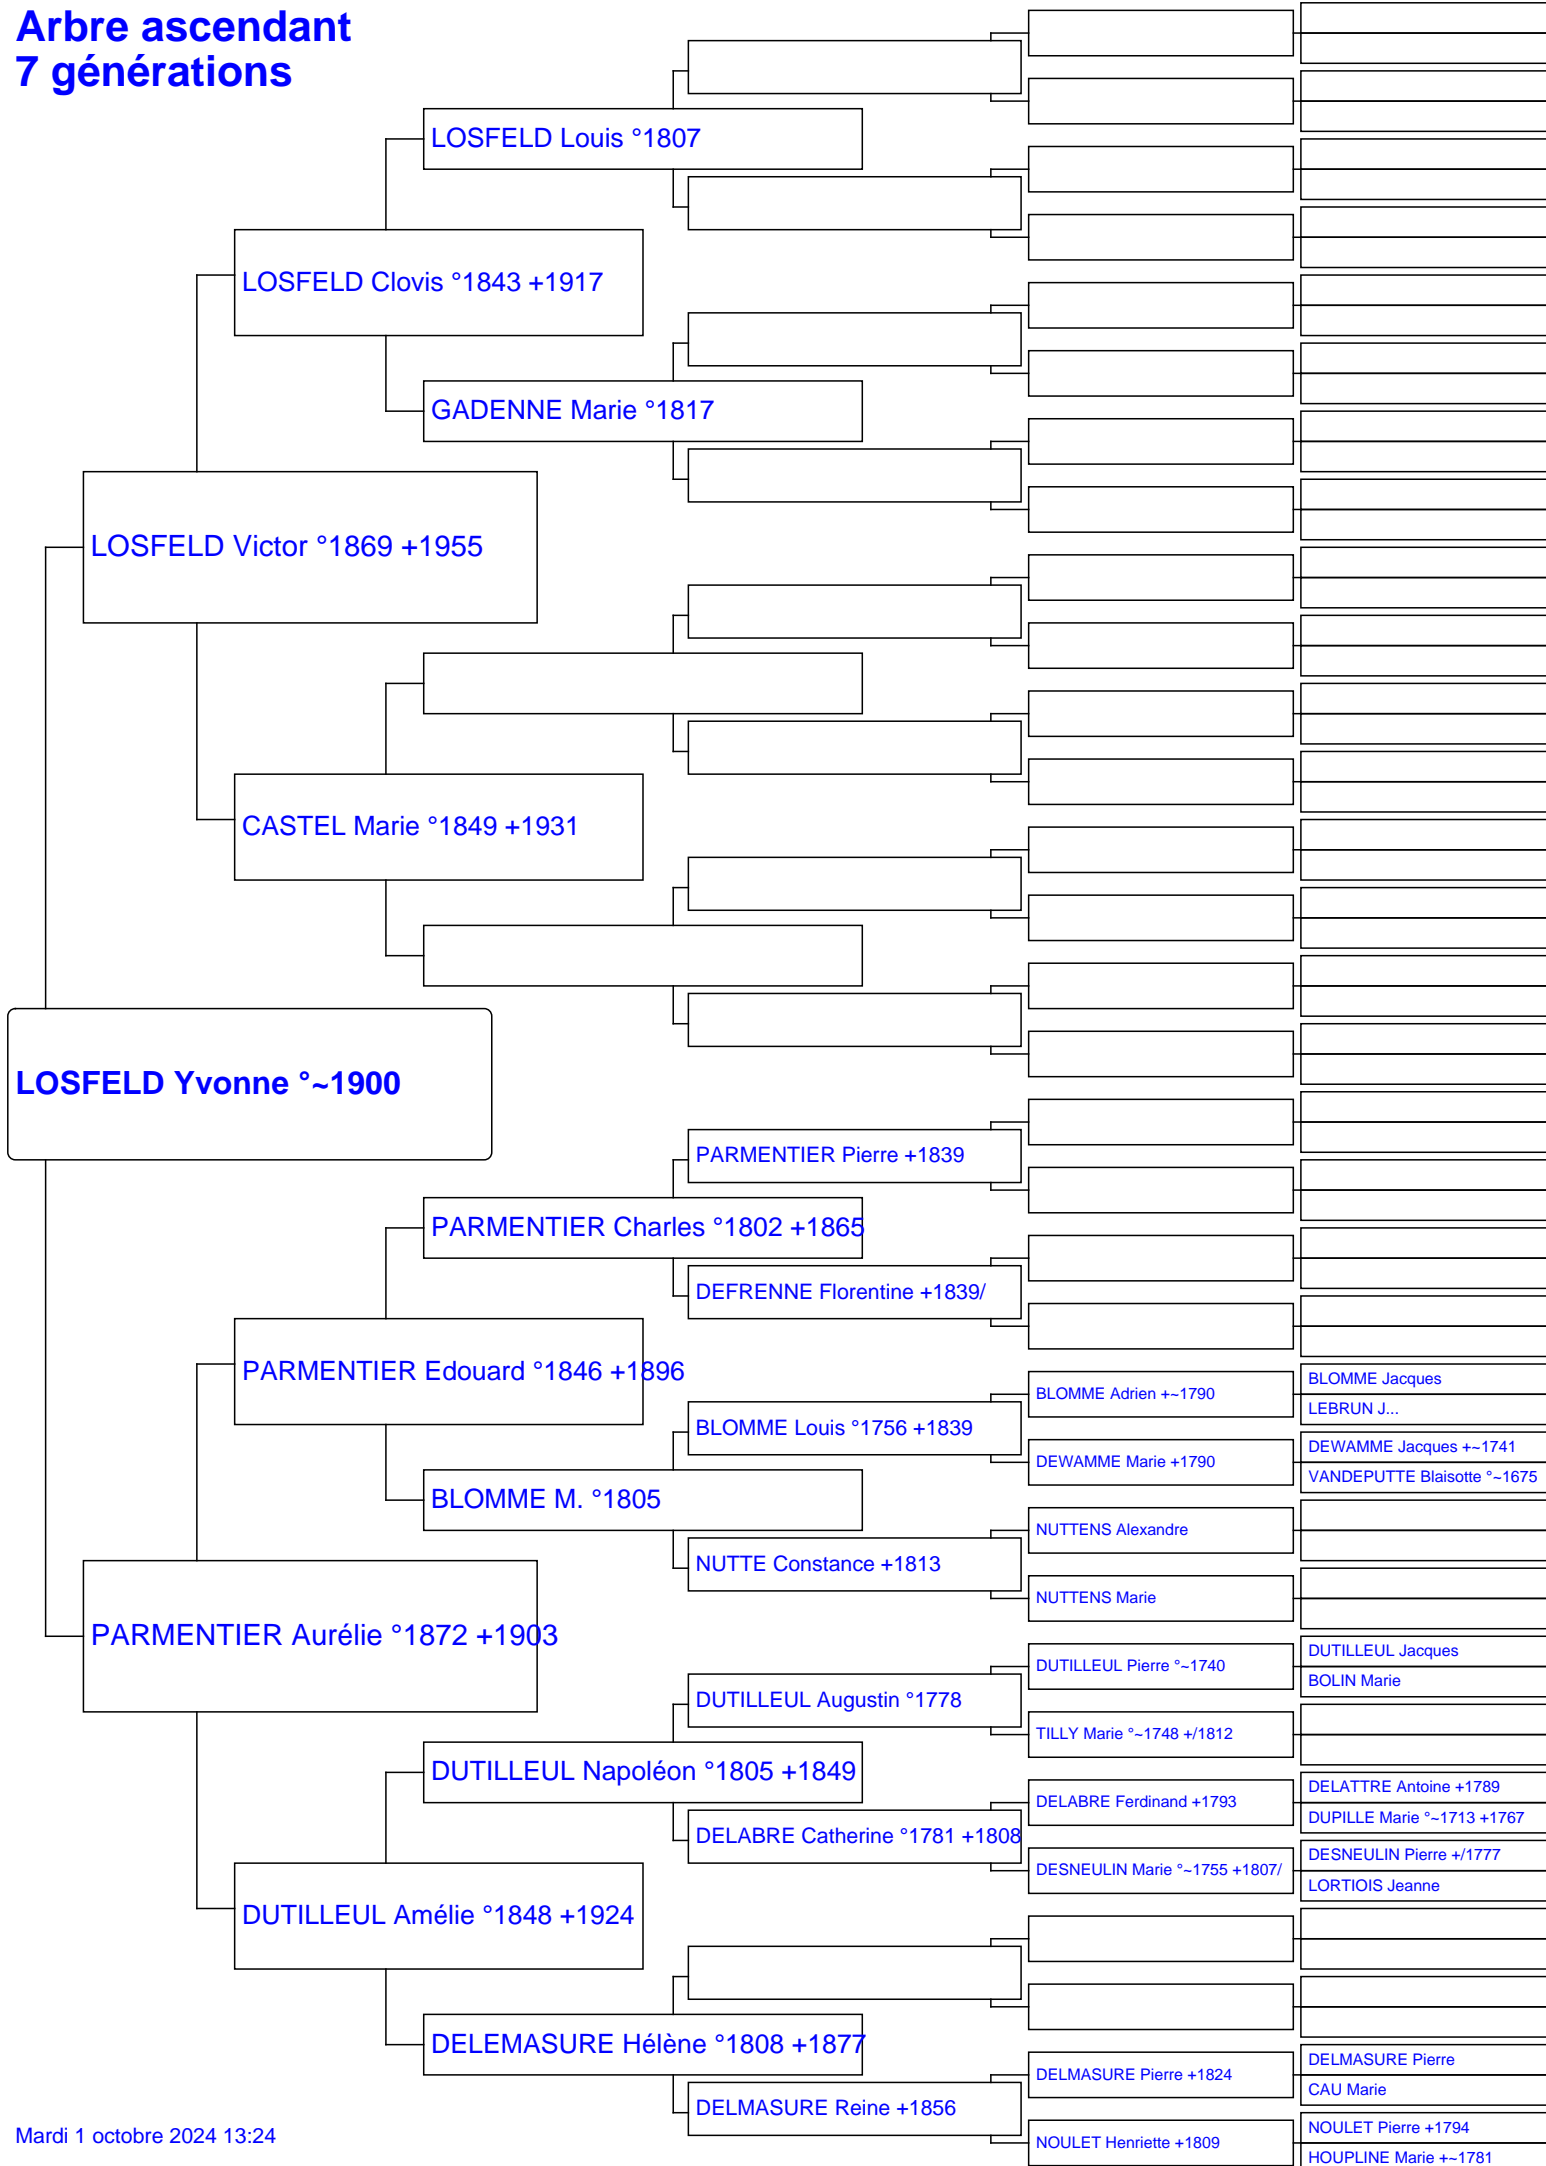 Arbre ascendant
7 générations
LOSFELD Louis °1807
LOSFELD Clovis °1843 +1917
GADENNE Marie °1817
LOSFELD Victor °1869 +1955
CASTEL Marie °1849 +1931
LOSFELD Yvonne °~1900
PARMENTIER Pierre +1839
PARMENTIER Charles °1802 +1865
DEFRENNE Florentine +1839/
PARMENTIER Edouard °1846 +1896
BLOMME Jacques
BLOMME Adrien +~1790
LEBRUN J...
BLOMME Louis °1756 +1839
DEWAMME Jacques +~1741
DEWAMME Marie +1790
VANDEPUTTE Blaisotte °~1675
BLOMME M. °1805
NUTTENS Alexandre
NUTTE Constance +1813
NUTTENS Marie
PARMENTIER Aurélie °1872 +1903
DUTILLEUL Jacques
DUTILLEUL Pierre °~1740
BOLIN Marie
DUTILLEUL Augustin °1778
TILLY Marie °~1748 +/1812
DUTILLEUL Napoléon °1805 +1849
DELATTRE Antoine +1789
DELABRE Ferdinand +1793
DUPILLE Marie °~1713 +1767
DELABRE Catherine °1781 +1808
DESNEULIN Pierre +/1777
DESNEULIN Marie °~1755 +1807/
LORTIOIS Jeanne
DUTILLEUL Amélie °1848 +1924
DELEMASURE Hélène °1808 +1877
DELMASURE Pierre
DELMASURE Pierre +1824
CAU Marie
DELMASURE Reine +1856
NOULET Pierre +1794
NOULET Henriette +1809
HOUPLINE Marie +~1781
Mardi 1 octobre 2024 13:24